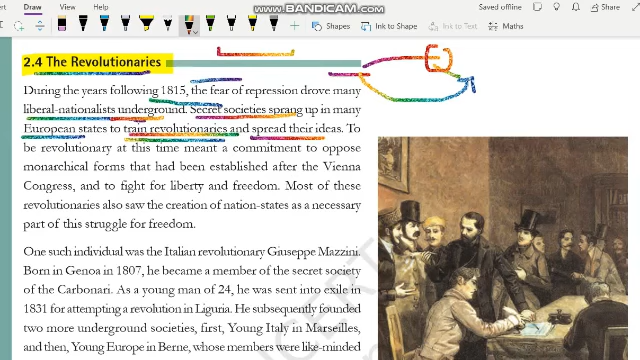 www.BANDICAM.com
Draw Window Help Saved offline
Shapes Ink to Shape Ink to Text Maths
2.4 The Revolutionaries
During the years following 1815, the fear of repression drove many
liberal-nationalists underground. Secret societies sprang up in many
European states to train revolutionaries and spread their ideas. To
be revolutionary at this time meant a commitment to oppose
monarchical forms that had been established after the Vienna
Congress, and to fight for liberty and freedom. Most of these
revolutionaries also saw the creation of nation-states as a necessary
part of this struggle for freedom.
One such individual was the Italian revolutionary Giuseppe Mazzini.
Born in Genoa in 1807, he became a member of the secret society
of the Carbonari. As a young man of 24, he was sent into exile in
1831 for attempting a revolution in Liguria. He subsequently founded
two more underground societies, first, Young Italy in Marseilles,
and then, Young Europe in Berne, whose members were like-minded